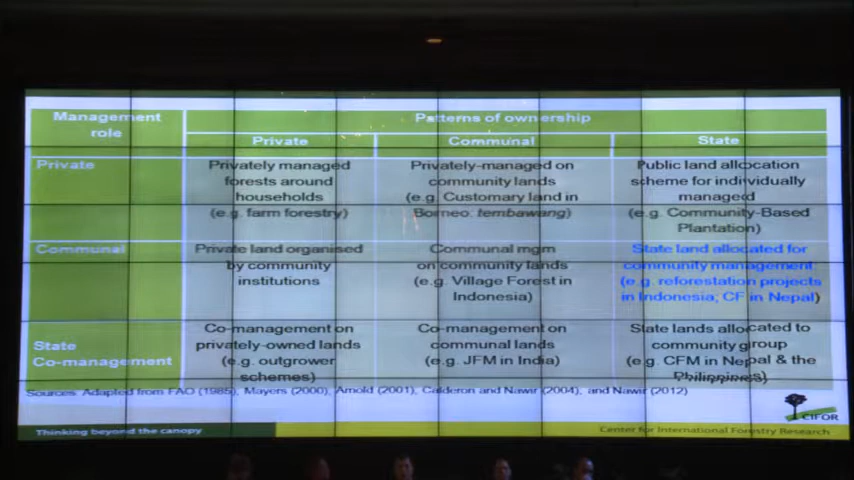 Management
role
Patterns of ownership
Private
Communal
State
Private
Privately managed
forests around
households
(e.g. farm forestry)
Privately-managed on
community lands
(e.g. Customary land in
Borneo: tembawang)
Public land allocation
scheme for individually
managed
(e.g. Community-Based
Plantation)
Communal
Private land organised
by community
institutions
Communal mgm
on community lands
(e.g. Village Forest in
Indonesia)
State land allocated for
community management
(e.g. reforestation projects
in Indonesia; CF in Nepal)
State
Co-management
Co-management on
privately-owned lands
(e.g. outgrower
schemes)
Co-management on
communal lands
(e.g. JFM in India)
State lands allocated to
community group
(e.g. CFM in Nepal & the
Philippines)
Sources: Adapted from FAO (1985), Mayers (2000), Arnold (2001), Calderon and Nawir (2004), and Nawir (2012)
CIFOR
Thinking beyond the canopy
Center for International Forestry Research